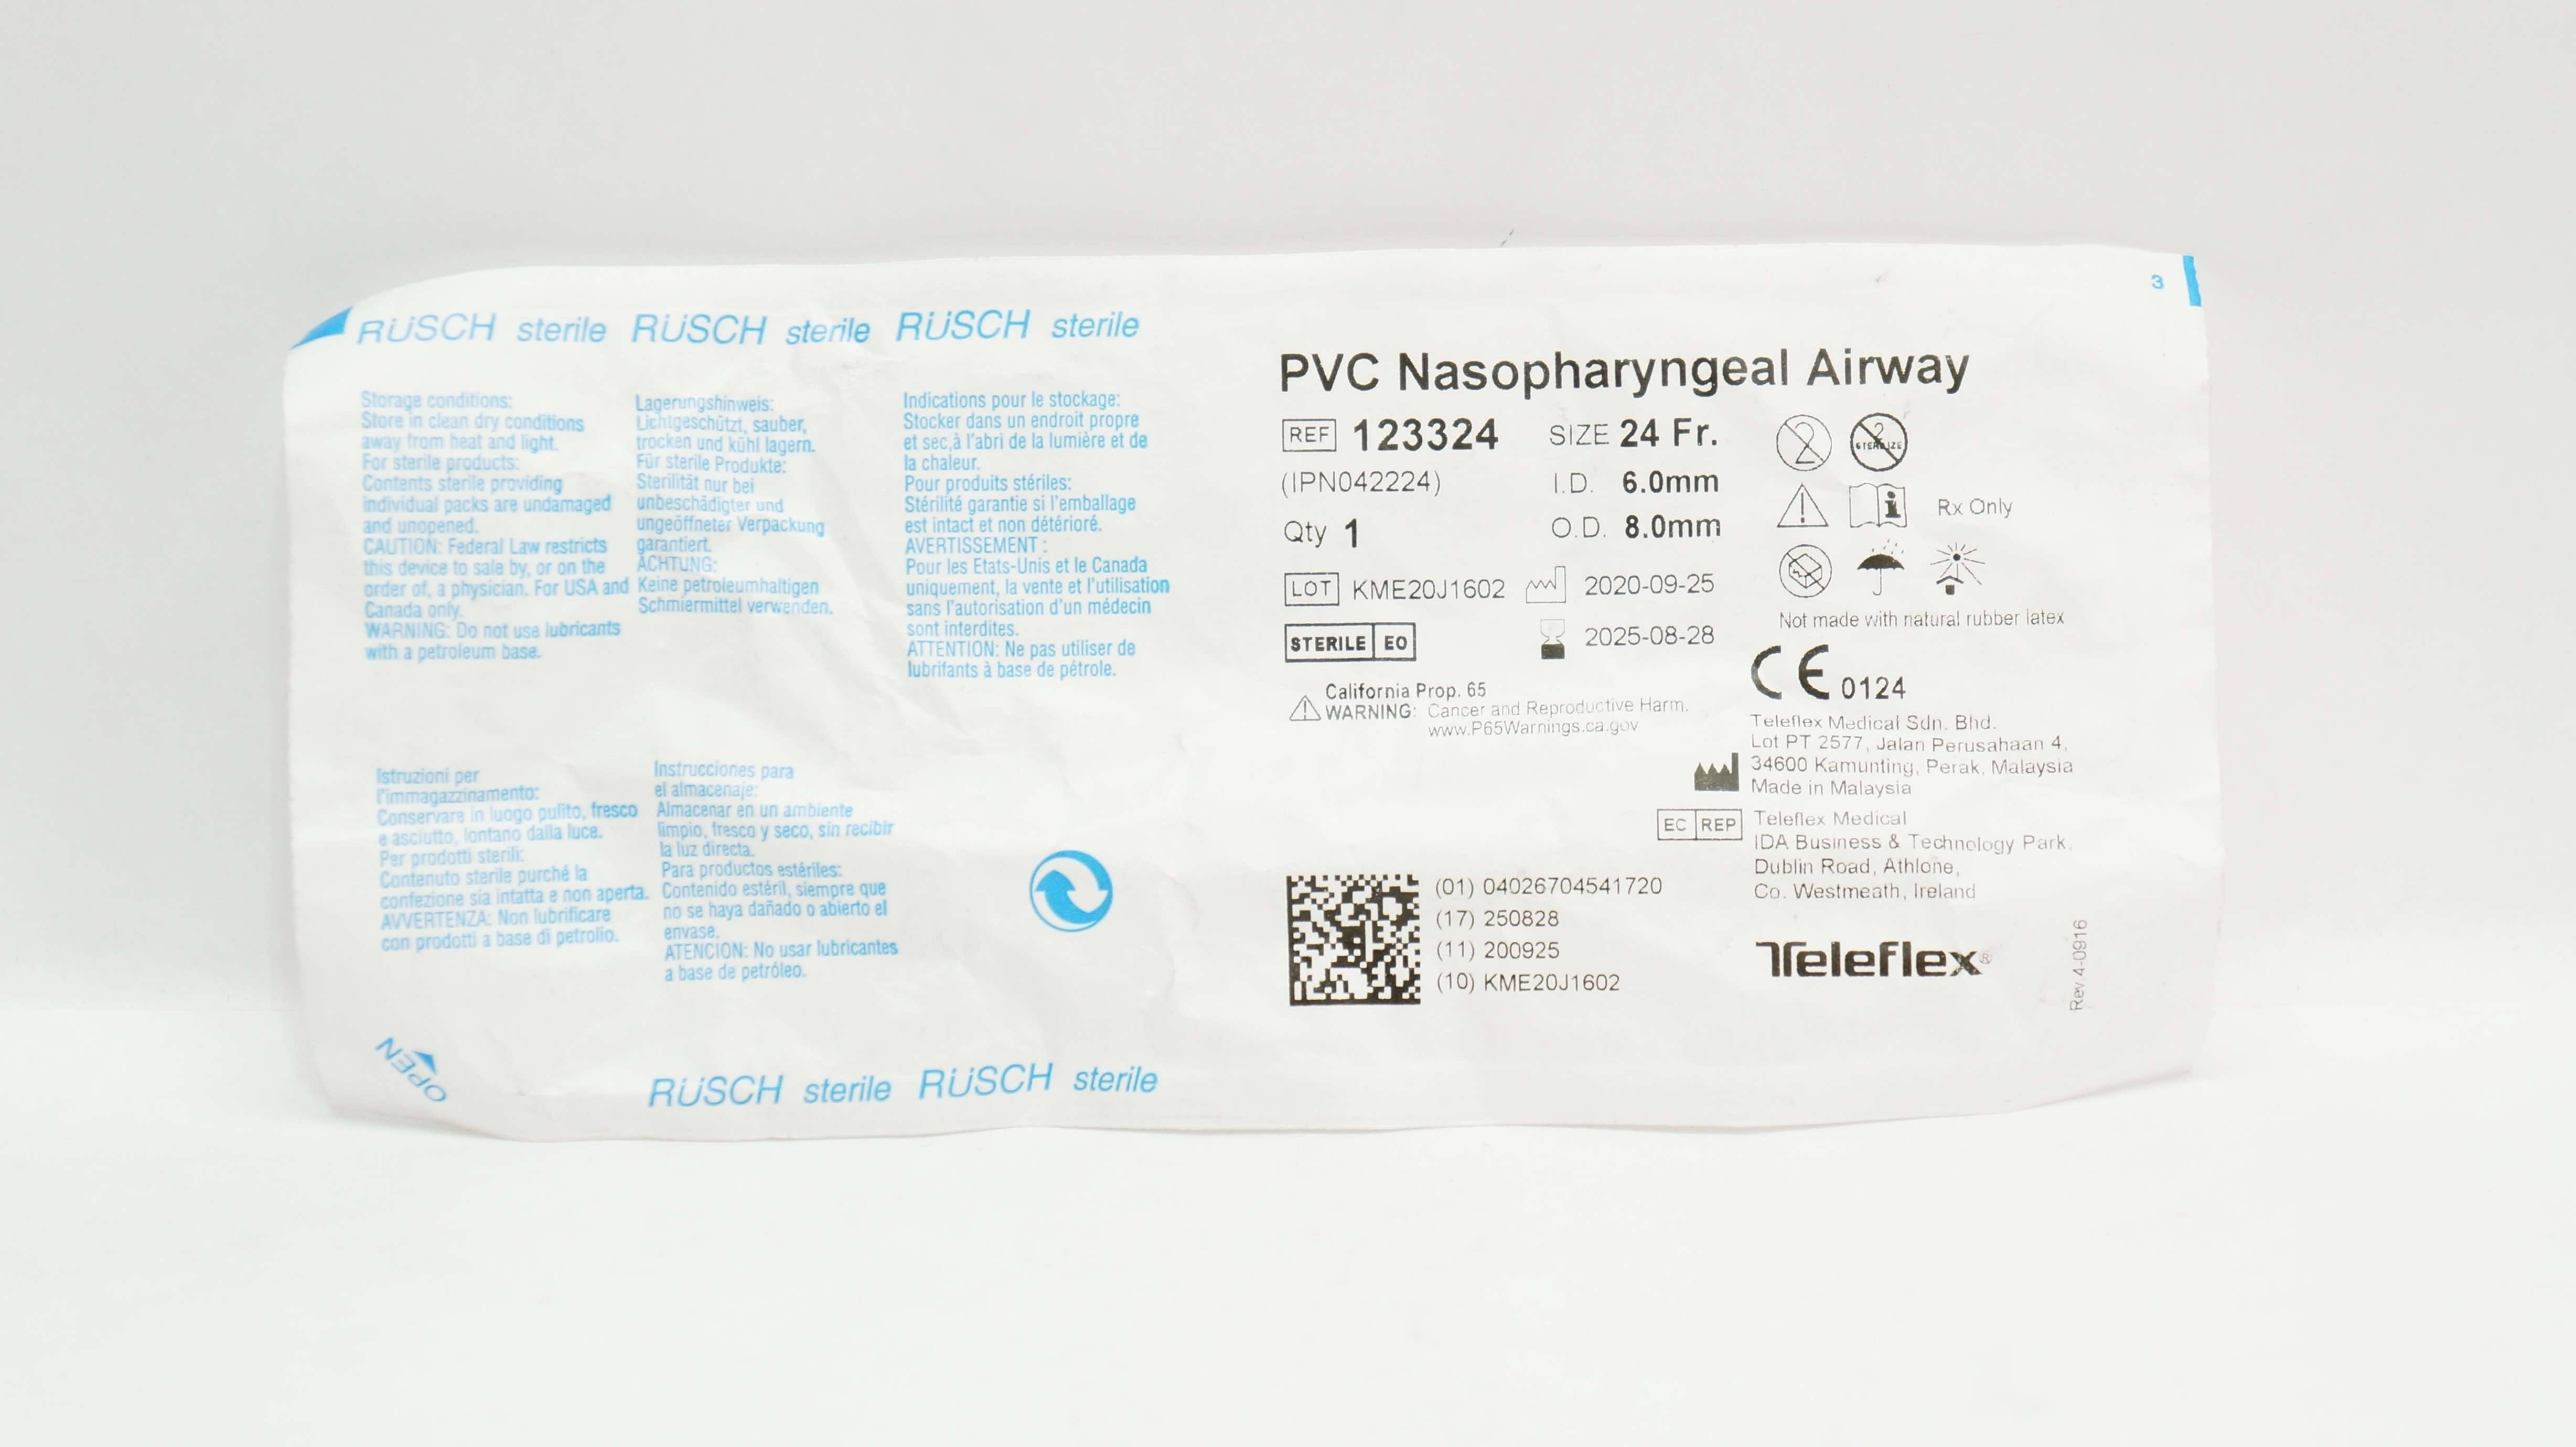 RÜSCH sterile RÜSCH sterile RÜSCH sterile
Storage conditions:
Store in clean dry conditions
away from heat and light.
For sterile products:
Contents sterile providing
individual packs are undamaged
and unopened.
CAUTION: Federal Law restricts
this device to sale by, or on the
order of, a physician. For USA and
Canada only.
WARNING: Do not use lubricants
with a petroleum base.
Lagerungshinweis:
Lichtgeschützt, sauber,
trocken und kühl lagern.
Für sterile Produkte:
Sterilität nur bei
unbeschädigter und
ungeöffneter Verpackung
garantiert.
ACHTUNG:
Keine petroleumhaltigen
Schmiermittel verwenden.
Indications pour le stockage:
Stocker dans un endroit propre
et sec,à l'abri de la lumière et de
la chaleur.
Pour produits stériles:
Stérilité garantie si l'emballage
est intact et non détérioré.
AVERTISSEMENT :
Pour les Etats-Unis et le Canada
uniquement, la vente et l'utilisation
sans l'autorisation d'un médecin
sont interdites.
ATTENTION: Ne pas utiliser de
lubrifants à base de pétrole.
Istruzioni per
l'immagazzinamento:
Conservare in luogo pulito, fresco
e asciutto, lontano dalla luce.
Per prodotti sterili:
Contenuto sterile purché la
confezione sia intatta e non aperta.
AVVERTENZA: Non lubrificare
con prodotti a base di petrolio.
Instrucciones para
el almacenaje:
Almacenar en un ambiente
limpio, fresco y seco, sin recibir
la luz directa.
Para productos estériles:
Contenido estéril, siempre que
no se haya dañado o abierto el
envase.
ATENCION: No usar lubricantes
a base de petróleo.
OPEN
RÜSCH sterile RÜSCH sterile
3
PVC Nasopharyngeal Airway
REF 123324 SIZE 24 Fr.
(IPN042224) I.D. 6.0mm
Qty 1 O.D. 8.0mm
LOT KME20J1602 2020-09-25
STERILE EO 2025-08-28
California Prop. 65
WARNING: Cancer and Reproductive Harm.
www.P65Warnings.ca.gov
2 2 STERILIZE
Rx Only
Not made with natural rubber latex
CE 0124
Teleflex Medical Sdn. Bhd.
Lot PT 2577, Jalan Perusahaan 4,
34600 Kamunting, Perak, Malaysia
Made in Malaysia
EC REP Teleflex Medical
IDA Business & Technology Park.
Dublin Road, Athlone,
Co. Westmeath, Ireland
(01) 04026704541720
(17) 250828
(11) 200925
(10) KME20J1602
Teleflex®
Rev 4-0916